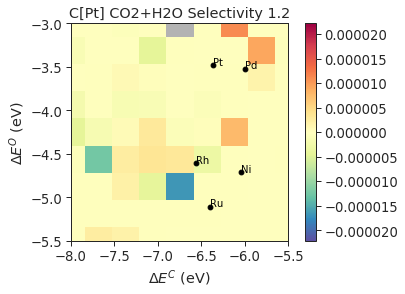 C[Pt] CO2+H2O Selectivity 1.2
−3.0
−3.5
−4.0
−4.5
−5.0
−5.5
ΔE^O (eV)
Pt
Pd
Rh
Ni
Ru
−8.0 −7.5 −7.0 −6.5 −6.0 −5.5
ΔE^C (eV)
0.000020
0.000015
0.000010
0.000005
0.000000
−0.000005
−0.000010
−0.000015
−0.000020